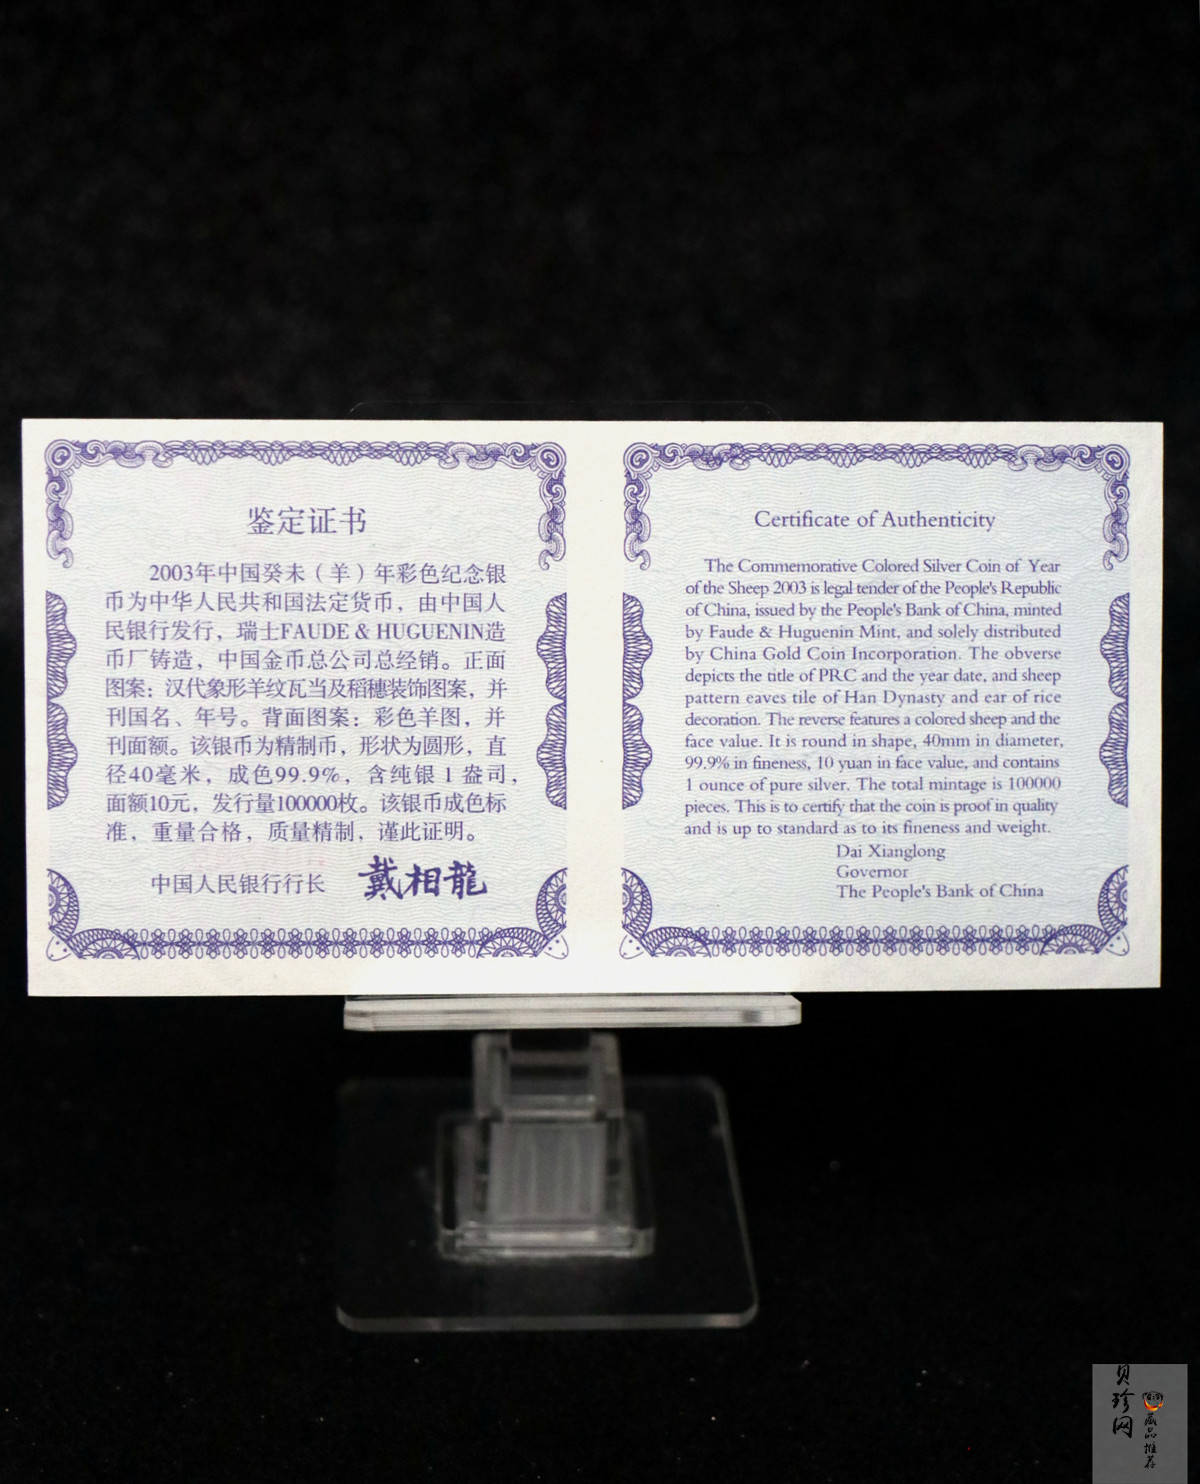 鉴定证书
2003年中国癸未（羊）年彩色纪念银
币为中华人民共和国法定货币，由中国人
民银行发行，瑞士FAUDE & HUGUENIN造
币厂铸造，中国金币总公司总经销。正面
图案：汉代象形羊纹瓦当及稻穗装饰图案，并
刊国名、年号。背面图案：彩色羊图，并
刊面额。该银币为精制币，形状为圆形，直
径40毫米，成色99.9%，含纯银1盎司，
面额10元，发行量100000枚。该银币成色标
准，重量合格，质量精制，谨此证明。
中国人民银行行长 戴相龍
Certificate of Authenticity
The Commemorative Colored Silver Coin of Year
of the Sheep 2003 is legal tender of the People's Republic
of China, issued by the People's Bank of China, minted
by Faude & Huguenin Mint, and solely distributed
by China Gold Coin Incorporation. The obverse
depicts the title of PRC and the year date, and sheep
pattern eaves tile of Han Dynasty and ear of rice
decoration. The reverse features a colored sheep and the
face value. It is round in shape, 40mm in diameter,
99.9% in fineness, 10 yuan in face value, and contains
1 ounce of pure silver. The total mintage is 100000
pieces. This is to certify that the coin is proof in quality
and is up to standard as to its fineness and weight.
Dai Xianglong
Governor
The People's Bank of China
贝珍网
藏品推荐